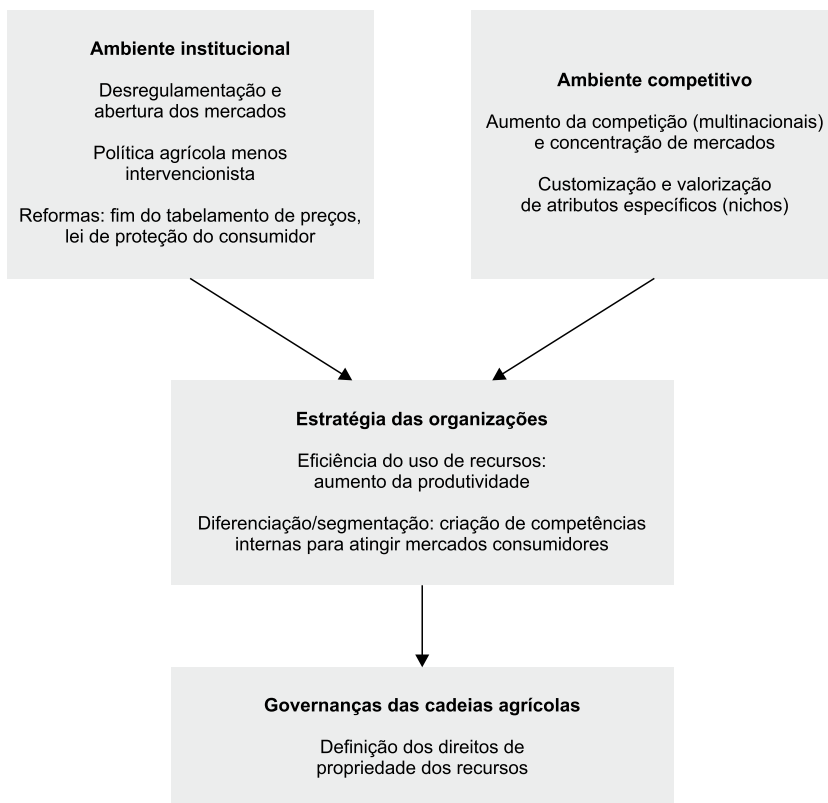 Ambiente institucional
Desregulamentação e
abertura dos mercados
Política agrícola menos
intervencionista
Reformas: fim do tabelamento de preços,
lei de proteção do consumidor
Ambiente competitivo
Aumento da competição (multinacionais)
e concentração de mercados
Customização e valorização
de atributos específicos (nichos)
Estratégia das organizações
Eficiência do uso de recursos:
aumento da produtividade
Diferenciação/segmentação: criação de competências
internas para atingir mercados consumidores
Governanças das cadeias agrícolas
Definição dos direitos de
propriedade dos recursos